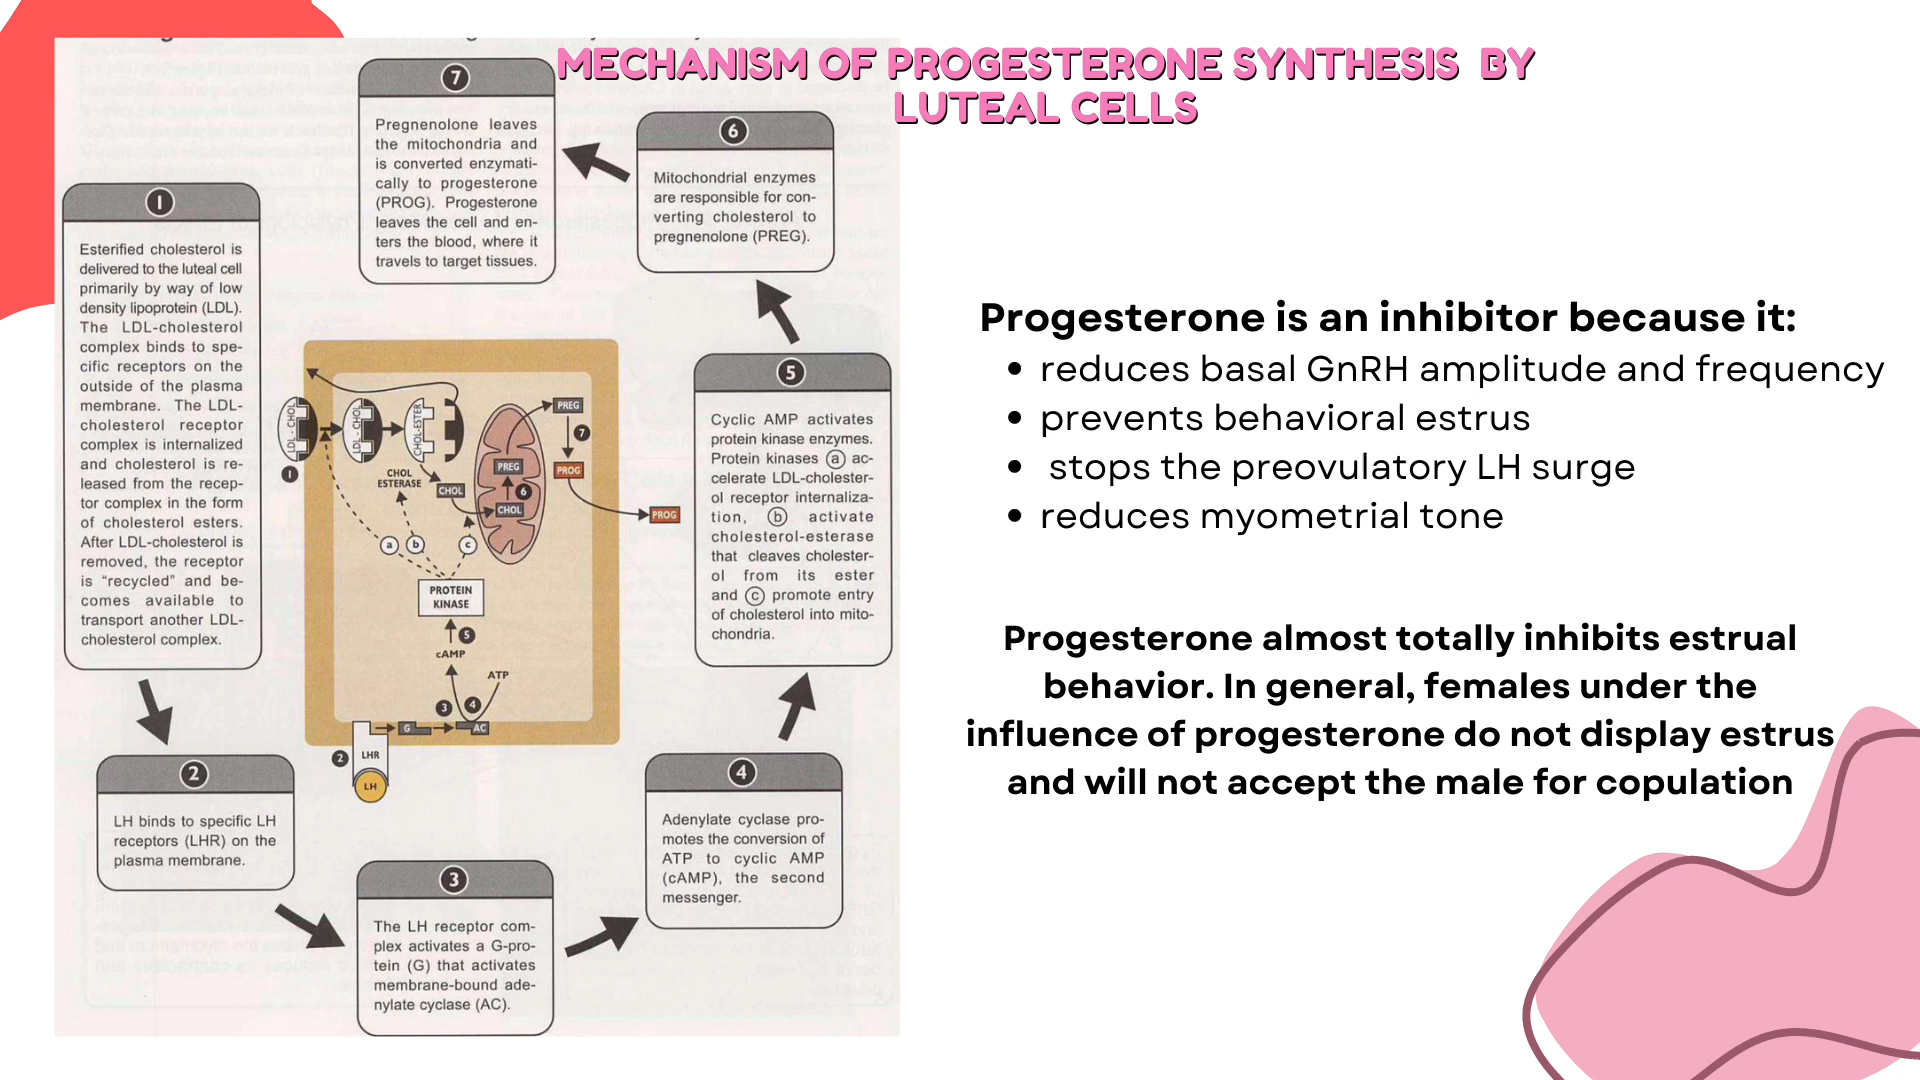 MECHANISM OF PROGESTERONE SYNTHESIS BY
LUTEAL CELLS
1
Esterified cholesterol is
delivered to the luteal cell
primarily by way of low
density lipoprotein (LDL).
The LDL-cholesterol
complex binds to spe-
cific receptors on the
outside of the plasma
membrane. The LDL-
cholesterol receptor
complex is internalized
and cholesterol is re-
leased from the recep-
tor complex in the form
of cholesterol esters.
After LDL-cholesterol is
removed, the receptor
is “recycled” and be-
comes available to
transport another LDL-
cholesterol complex.
2
LH binds to specific LH
receptors (LHR) on the
plasma membrane.
3
The LH receptor com-
plex activates a G-pro-
tein (G) that activates
membrane-bound ade-
nylate cyclase (AC).
4
Adenylate cyclase pro-
motes the conversion of
ATP to cyclic AMP
(cAMP), the second
messenger.
5
Cyclic AMP activates
protein kinase enzymes.
Protein kinases a ac-
celerate LDL-cholester-
ol receptor internaliza-
tion, b activate
cholesterol-esterase
that cleaves cholester-
ol from its ester
and c promote entry
of cholesterol into mito-
chondria.
6
Mitochondrial enzymes
are responsible for con-
verting cholesterol to
pregnenolone (PREG).
7
Pregnenolone leaves
the mitochondria and
is converted enzymati-
cally to progesterone
(PROG). Progesterone
leaves the cell and en-
ters the blood, where it
travels to target tissues.
LDL - CHOL
LDL - CHOL
CHOL-ESTER
1
CHOL
ESTERASE
CHOL
PREG
6
CHOL
PREG
7
PROG
PROG
a
b
c
PROTEIN
KINASE
5
cAMP
ATP
3
4
G
AC
2
LHR
LH
Progesterone is an inhibitor because it:
• reduces basal GnRH amplitude and frequency
• prevents behavioral estrus
• stops the preovulatory LH surge
• reduces myometrial tone
Progesterone almost totally inhibits estrual
behavior. In general, females under the
influence of progesterone do not display estrus
and will not accept the male for copulation